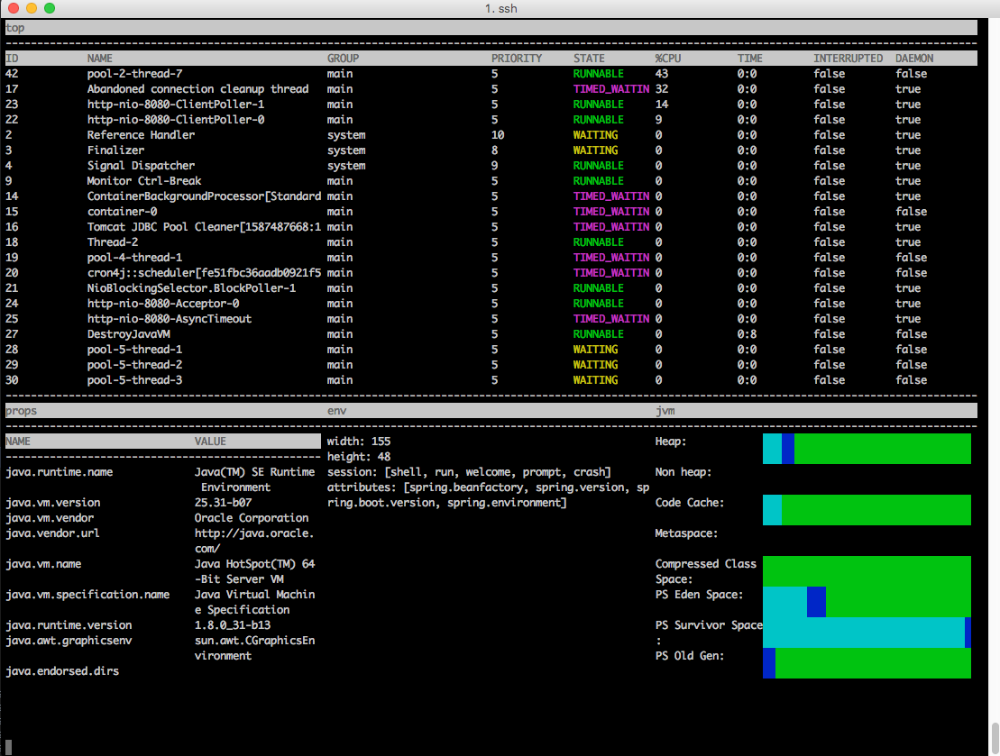 1. ssh
top
ID NAME GROUP PRIORITY STATE %CPU TIME INTERRUPTED DAEMON
42 pool-2-thread-7 main 5 RUNNABLE 43 0:0 false false
17 Abandoned connection cleanup thread main 5 TIMED_WAITIN 32 0:0 false true
23 http-nio-8080-ClientPoller-1 main 5 RUNNABLE 14 0:0 false true
22 http-nio-8080-ClientPoller-0 main 5 RUNNABLE 9 0:0 false true
2 Reference Handler system 10 WAITING 0 0:0 false true
3 Finalizer system 8 WAITING 0 0:0 false true
4 Signal Dispatcher system 9 RUNNABLE 0 0:0 false true
9 Monitor Ctrl-Break main 5 RUNNABLE 0 0:0 false true
14 ContainerBackgroundProcessor[Standard main 5 TIMED_WAITIN 0 0:0 false true
15 container-0 main 5 TIMED_WAITIN 0 0:0 false false
16 Tomcat JDBC Pool Cleaner[1587487668:1 main 5 TIMED_WAITIN 0 0:0 false true
18 Thread-2 main 5 RUNNABLE 0 0:0 false true
19 pool-4-thread-1 main 5 TIMED_WAITIN 0 0:0 false true
20 cron4j::scheduler[fe51fbc36aadb0921f5 main 5 TIMED_WAITIN 0 0:0 false true
21 NioBlockingSelector.BlockPoller-1 main 5 RUNNABLE 0 0:0 false true
24 http-nio-8080-Acceptor-0 main 5 RUNNABLE 0 0:0 false true
25 http-nio-8080-AsyncTimeout main 5 TIMED_WAITIN 0 0:0 false true
27 DestroyJavaVM main 5 RUNNABLE 0 0:8 false false
28 pool-5-thread-1 main 5 WAITING 0 0:0 false false
29 pool-5-thread-2 main 5 WAITING 0 0:0 false false
30 pool-5-thread-3 main 5 WAITING 0 0:0 false false
props env jvm
NAME VALUE
java.runtime.name Java(TM) SE Runtime
Environment
java.vm.version 25.31-b07
java.vm.vendor Oracle Corporation
java.vendor.url http://java.oracle.
com/
java.vm.name Java HotSpot(TM) 64
-Bit Server VM
java.vm.specification.name Java Virtual Machin
e Specification
java.runtime.version 1.8.0_31-b13
java.awt.graphicsenv sun.awt.CGraphicsEn
vironment
java.endorsed.dirs
width: 155
height: 48
session: [shell, run, welcome, prompt, crash]
attributes: [spring.beanfactory, spring.version, sp
ring.boot.version, spring.environment]
Heap:
Non heap:
Code Cache:
Metaspace:
Compressed Class
Space:
PS Eden Space:
PS Survivor Space
:
PS Old Gen: